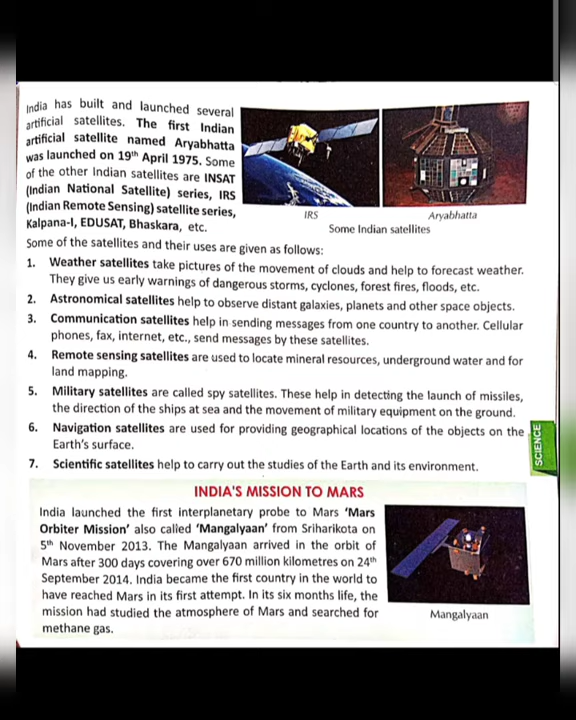 India has built and launched several
artificial satellites. The first Indian
artificial satellite named Aryabhatta
was launched on 19th April 1975. Some
of the other Indian satellites are INSAT
(Indian National Satellite) series, IRS
(Indian Remote Sensing) satellite series,
Kalpana-I, EDUSAT, Bhaskara, etc.
IRS
Aryabhatta
Some Indian satellites
Some of the satellites and their uses are given as follows:
1. Weather satellites take pictures of the movement of clouds and help to forecast weather.
They give us early warnings of dangerous storms, cyclones, forest fires, floods, etc.
2. Astronomical satellites help to observe distant galaxies, planets and other space objects.
3. Communication satellites help in sending messages from one country to another. Cellular
phones, fax, internet, etc., send messages by these satellites.
4. Remote sensing satellites are used to locate mineral resources, underground water and for
land mapping.
5. Military satellites are called spy satellites. These help in detecting the launch of missiles,
the direction of the ships at sea and the movement of military equipment on the ground.
6. Navigation satellites are used for providing geographical locations of the objects on the
Earth's surface.
7. Scientific satellites help to carry out the studies of the Earth and its environment.
SCIENCE
INDIA'S MISSION TO MARS
India launched the first interplanetary probe to Mars 'Mars
Orbiter Mission' also called 'Mangalyaan' from Sriharikota on
5th November 2013. The Mangalyaan arrived in the orbit of
Mars after 300 days covering over 670 million kilometres on 24th
September 2014. India became the first country in the world to
have reached Mars in its first attempt. In its six months life, the
mission had studied the atmosphere of Mars and searched for
methane gas.
Mangalyaan